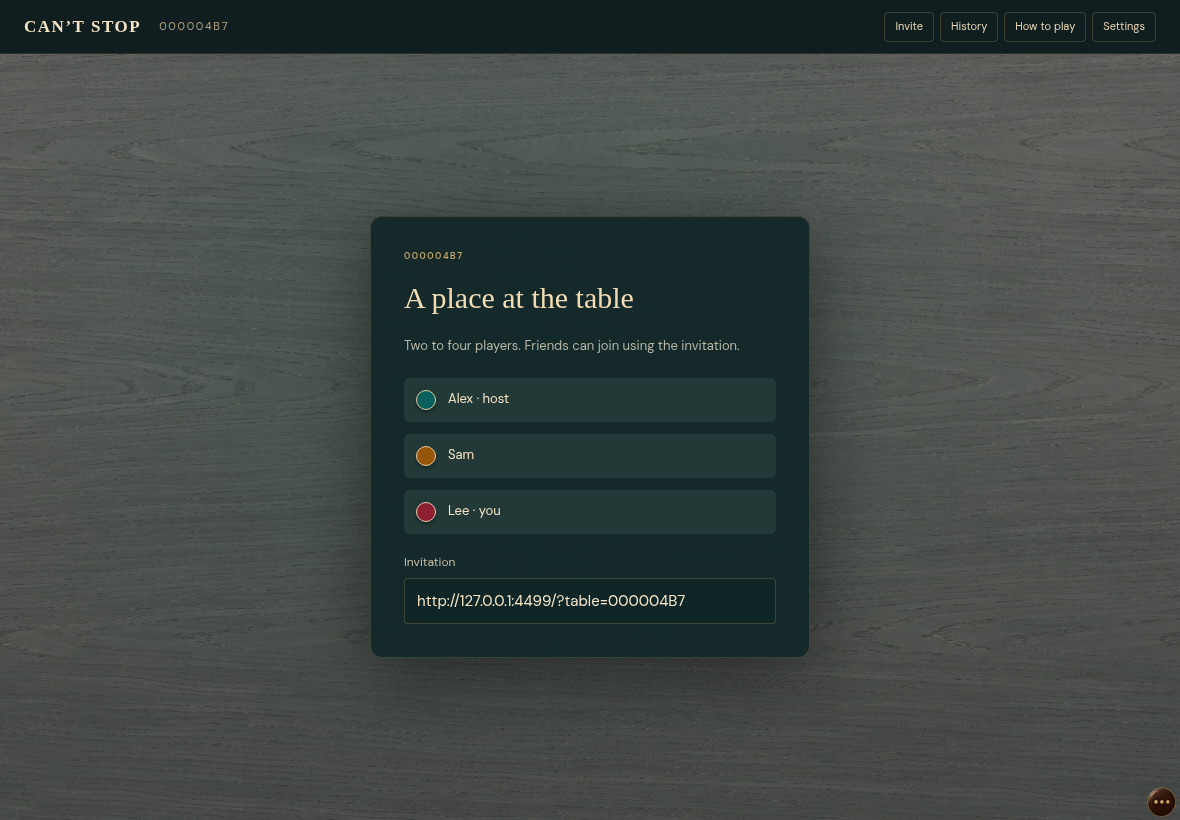 CAN’T STOP 000004B7
Invite History How to play Settings
000004B7
A place at the table
Two to four players. Friends can join using the invitation.
Alex · host
Sam
Lee · you
Invitation
http://127.0.0.1:4499/?table=000004B7